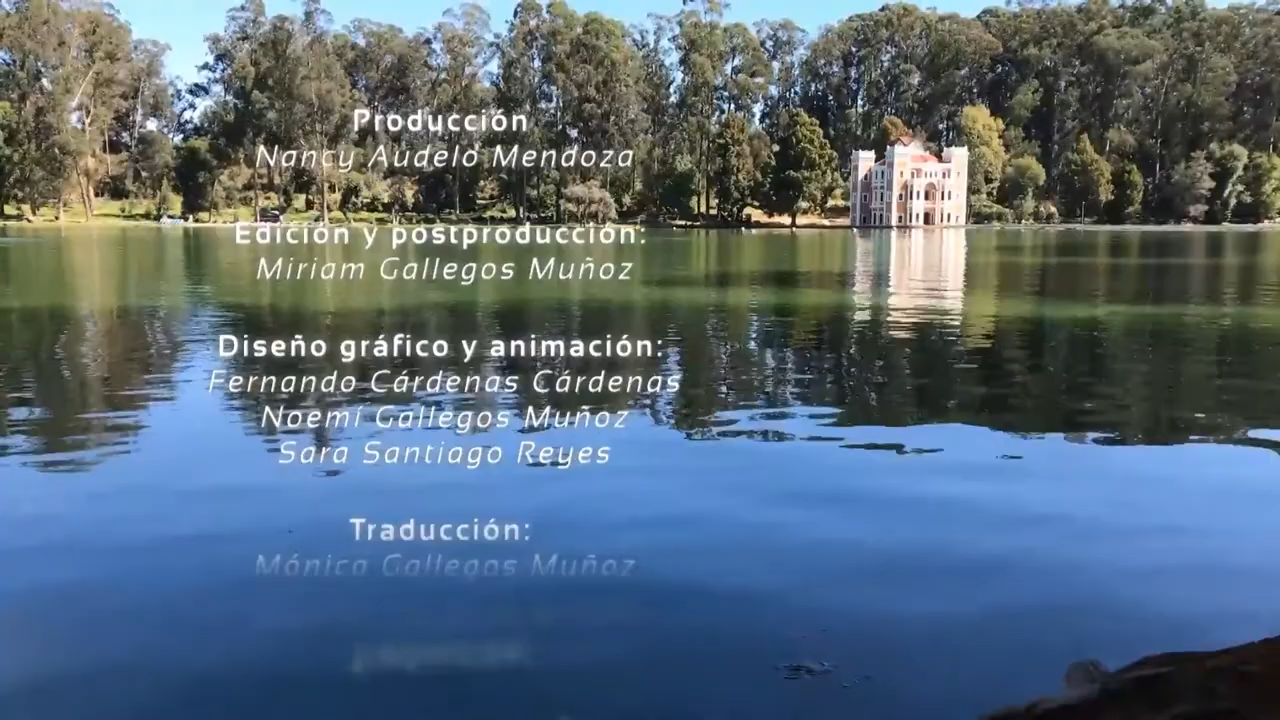 Producción
Nancy Audelo Mendoza
Edición y postproducción:
Miriam Gallegos Muñoz
Diseño gráfico y animación:
Fernando Cárdenas Cárdenas
Noemí Gallegos Muñoz
Sara Santiago Reyes
Traducción:
Mónica Gallegos Muñoz